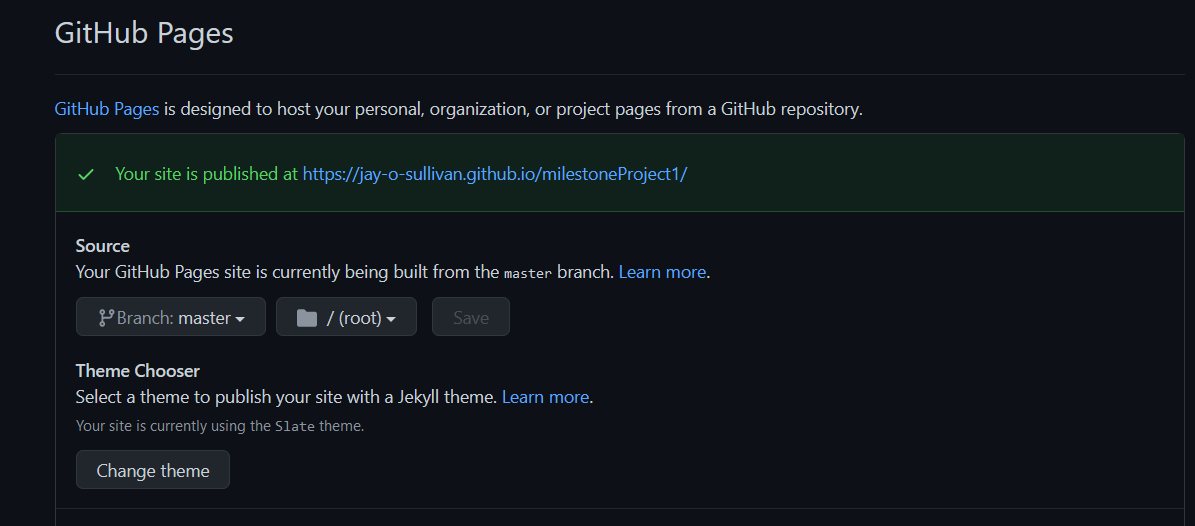 GitHub Pages
GitHub Pages is designed to host your personal, organization, or project pages from a GitHub repository.
Your site is published at https://jay-o-sullivan.github.io/milestoneProject1/
Source
Your GitHub Pages site is currently being built from the master branch. Learn more.
Branch: master / (root) Save
Theme Chooser
Select a theme to publish your site with a Jekyll theme. Learn more.
Your site is currently using the Slate theme.
Change theme